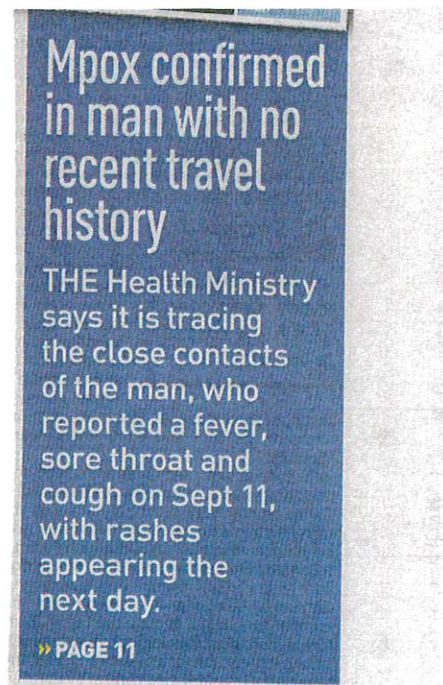 Mpox confirmed
in man with no
recent travel
history
THE Health Ministry
says it is tracing
the close contacts
of the man, who
reported a fever,
sore throat and
cough on Sept 11,
with rashes
appearing the
next day.
» PAGE 11